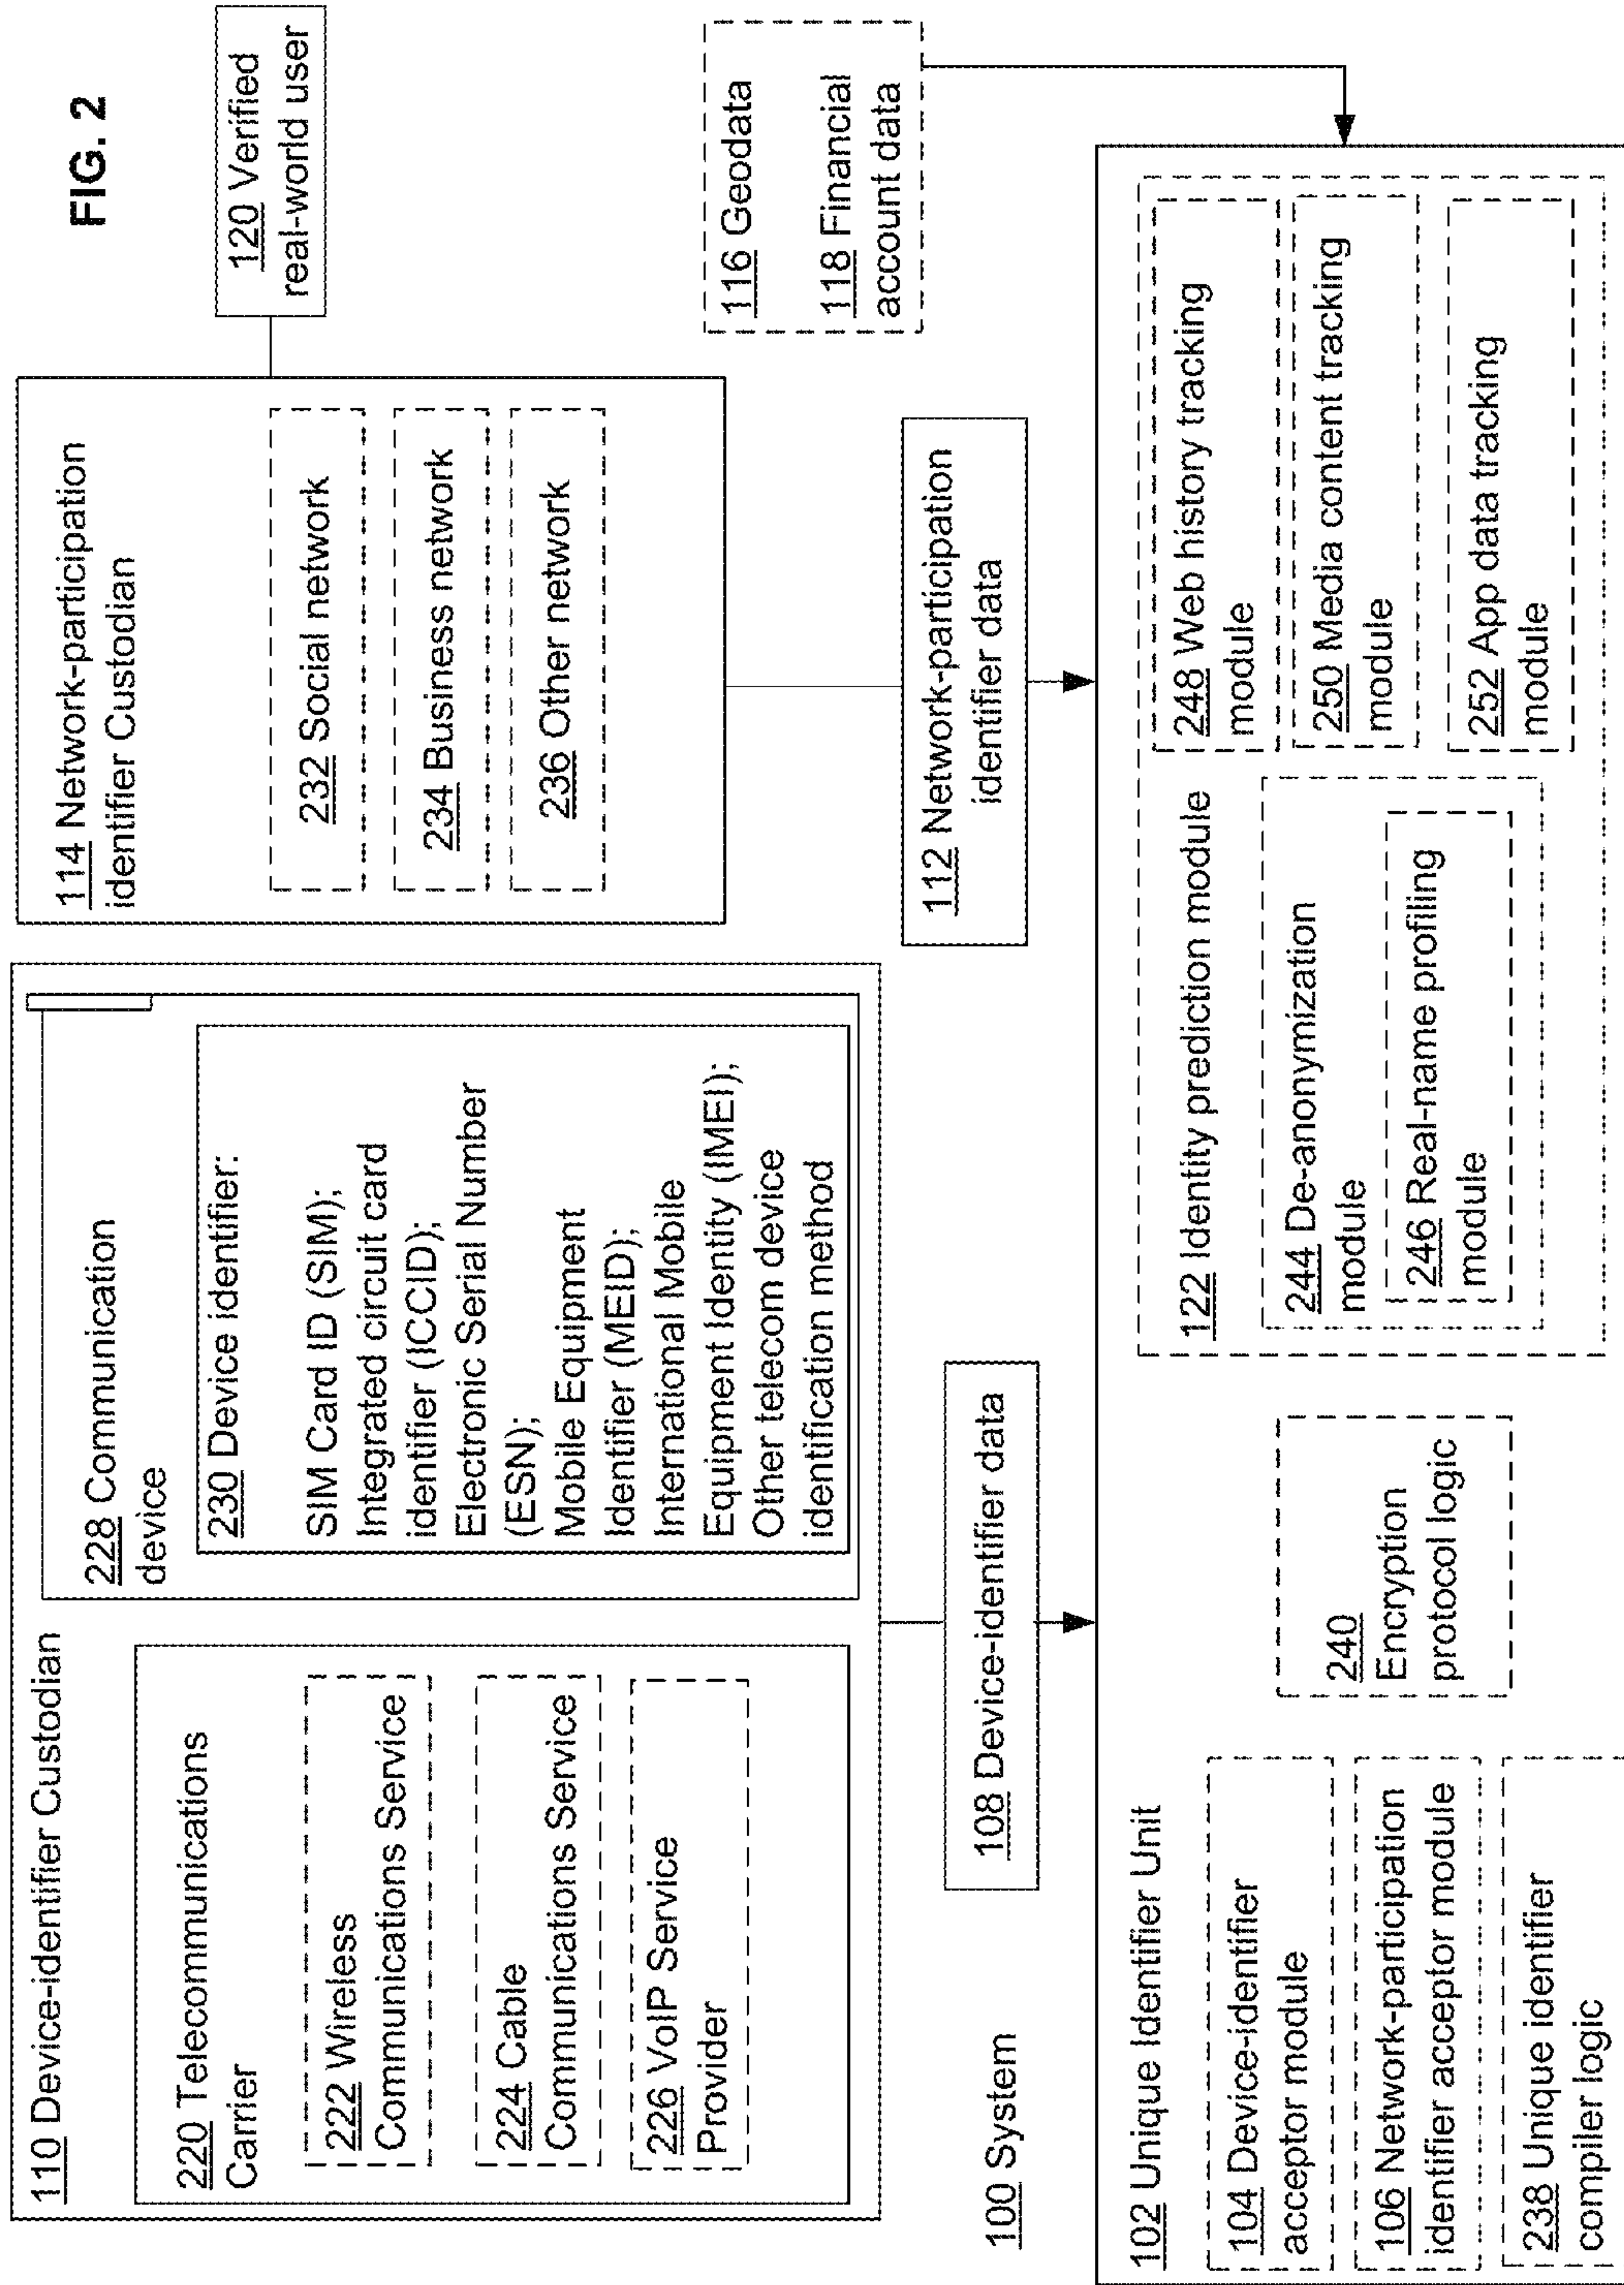 FIG. 2
110 Device-identifier Custodian
220 Telecommunications
Carrier
222 Wireless
Communications Service
224 Cable
Communications Service
226 VoIP Service
Provider
228 Communication
device
230 Device identifier:
SIM Card ID (SIM);
Integrated circuit card
identifier (ICCID);
Electronic Serial Number
(ESN);
Mobile Equipment
Identifier (MEID);
International Mobile
Equipment Identity (IMEI);
Other telecom device
identification method
114 Network-participation
identifier Custodian
232 Social network
234 Business network
236 Other network
120 Verified
real-world user
116 Geodata
118 Financial
account data
100 System
108 Device-identifier data
112 Network-participation
identifier data
102 Unique Identifier Unit
104 Device-identifier
acceptor module
106 Network-participation
identifier acceptor module
238 Unique identifier
compiler logic
240
Encryption
protocol logic
122 Identity prediction module
244 De-anonymization
module
246 Real-name profiling
module
248 Web history tracking
module
250 Media content tracking
module
252 App data tracking
module